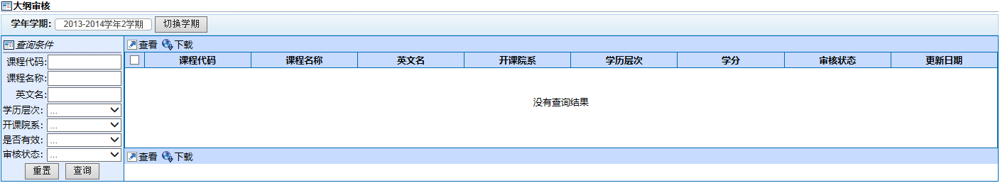 大纲审核
学年学期: 2013-2014学年2学期 切换学期
查询条件
课程代码:
课程名称:
英文名:
学历层次: ...
开课院系: ...
是否有效: ...
审核状态: ...
重置 查询
查看 下载
课程代码 课程名称 英文名 开课院系 学历层次 学分 审核状态 更新日期
没有查询结果
查看 下载